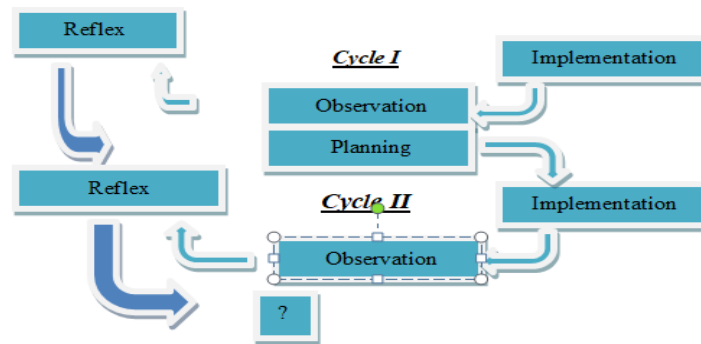 Reflex
Cycle I
Implementation
Observation
Planning
Reflex
Cycle II
Implementation
Observation
?